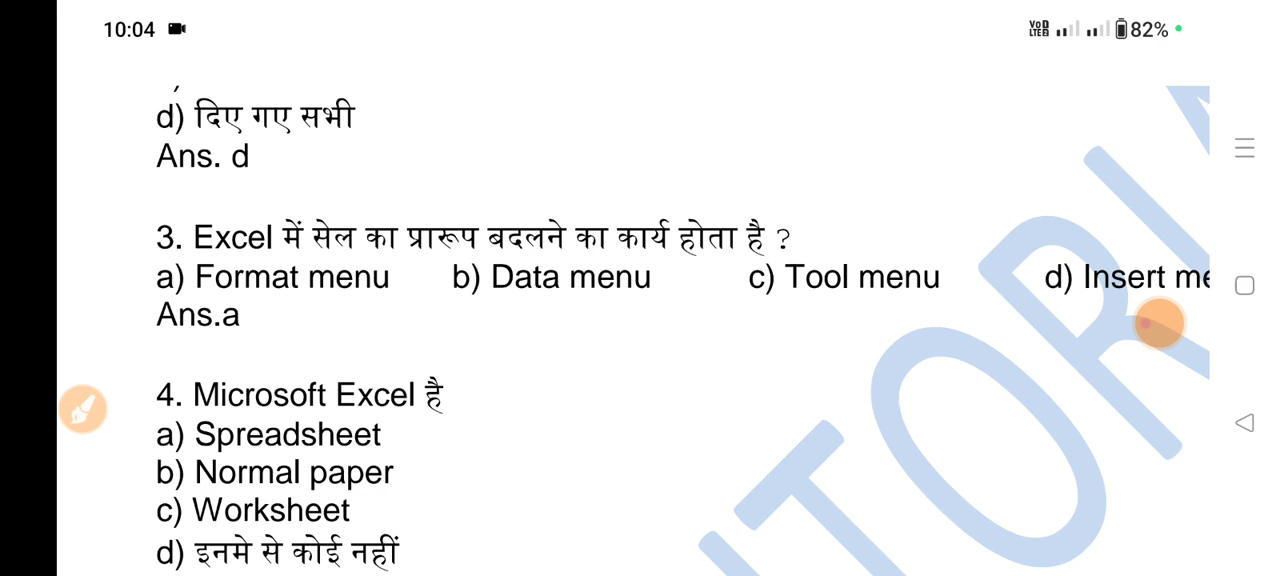 10:04 82%
d) दिए गए सभी
Ans. d
3. Excel में सेल का प्रारूप बदलने का कार्य होता है ?
a) Format menu b) Data menu c) Tool menu d) Insert me
Ans.a
4. Microsoft Excel है
a) Spreadsheet
b) Normal paper
c) Worksheet
d) इनमे से कोई नहीं